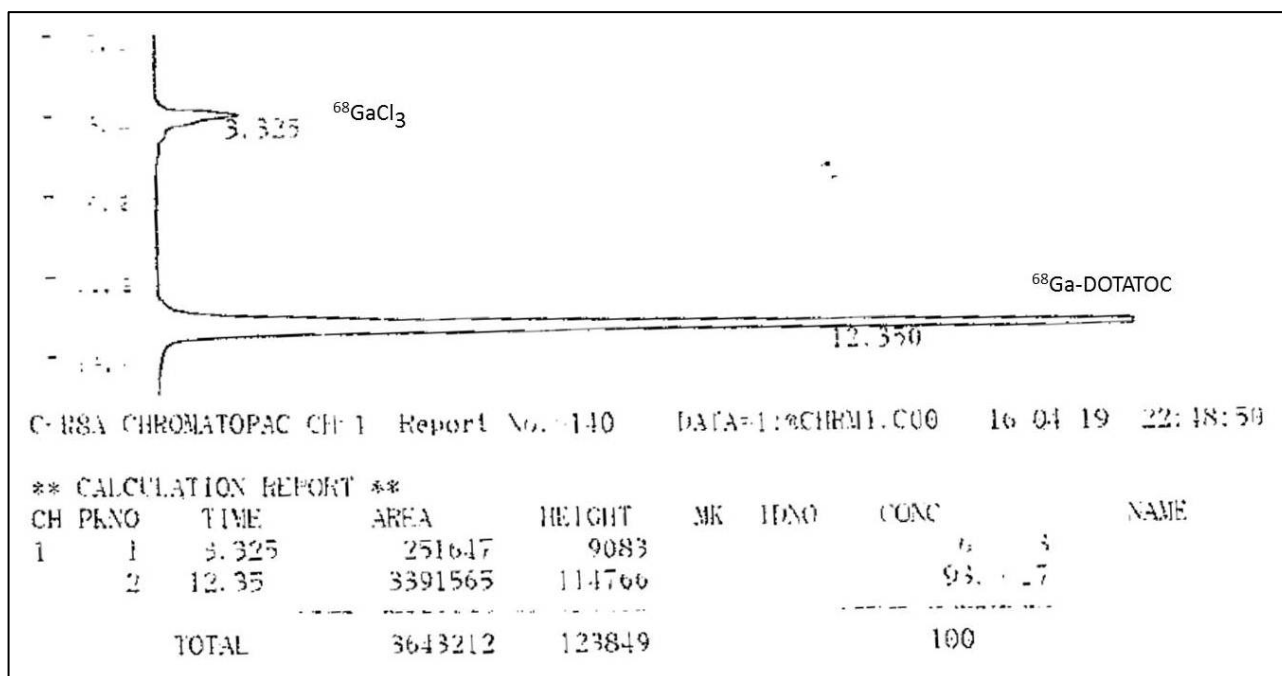 ⁶⁸GaCl₃
3.325
⁶⁸Ga-DOTATOC
12.350
C-R8A CHROMATOPAC CH-1 Report No.=140 DATA=1:@CHRM1.C00 16 04 19 22:48:50
** CALCULATION REPORT **
CH PKNO TIME AREA HEIGHT MK IDNO CONC NAME
1 1 3.325 251647 9083
2 12.35 3391565 114766
TOTAL 3643212 123849 100